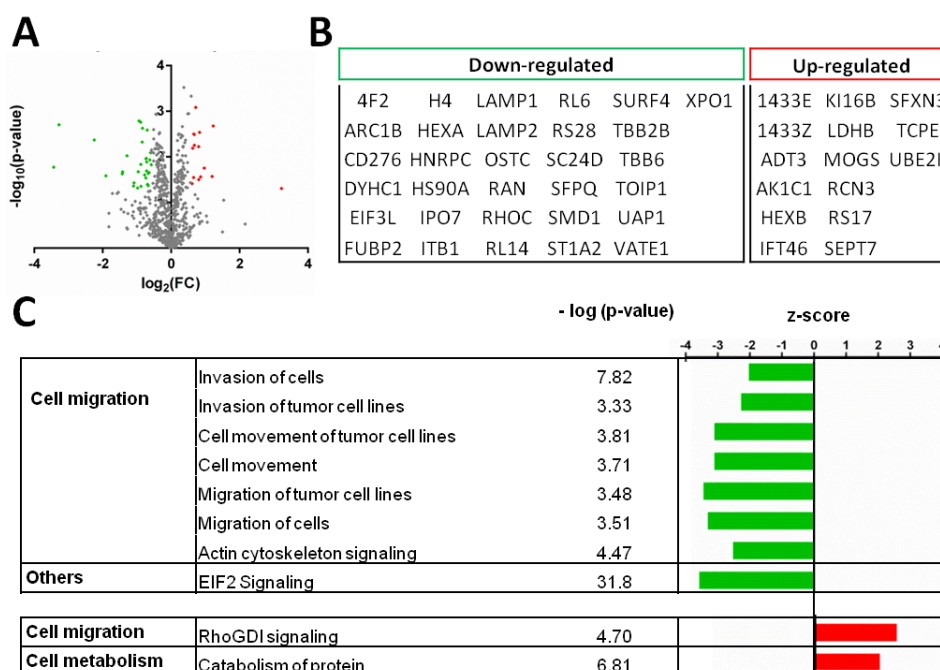 A
B
4
3
2
1
0
-log10(p-value)
-4 -2 0 2 4
log2(FC)
Down-regulated Up-regulated
4F2 H4 LAMP1 RL6 SURF4 XPO1 1433E KI16B SFXN3
ARC1B HEXA LAMP2 RS28 TBB2B 1433Z LDHB TCPE
CD276 HNRPC OSTC SC24D TBB6 ADT3 MOGS
DYHC1 HS90A RAN SFPQ TOIP1 AK1C1 RCN3
EIF3L IPO7 RHOC SMD1 UAP1 HEXB RS17
FUBP2 ITB1 RL14 ST1A2 VATE1 IFT46 SEPT7
C
- log (p-value) z-score
-4 -3 -2 -1 0 1 2 3
Cell migration
Invasion of cells 7.82
Invasion of tumor cell lines 3.33
Cell movement of tumor cell lines 3.81
Cell movement 3.71
Migration of tumor cell lines 3.48
Migration of cells 3.51
Actin cytoskeleton signaling 4.47
Others EIF2 Signaling 31.8
Cell migration RhoGDI signaling 4.70
Cell metabolism Catabolism of protein 6.81